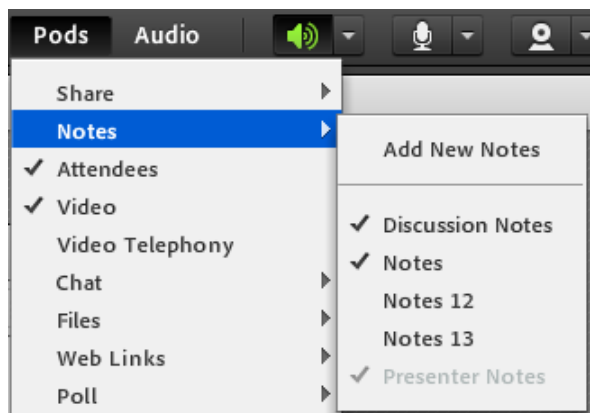 Pods Audio
Share
Notes
Attendees
Video
Video Telephony
Chat
Files
Web Links
Poll
Add New Notes
Discussion Notes
Notes
Notes 12
Notes 13
Presenter Notes